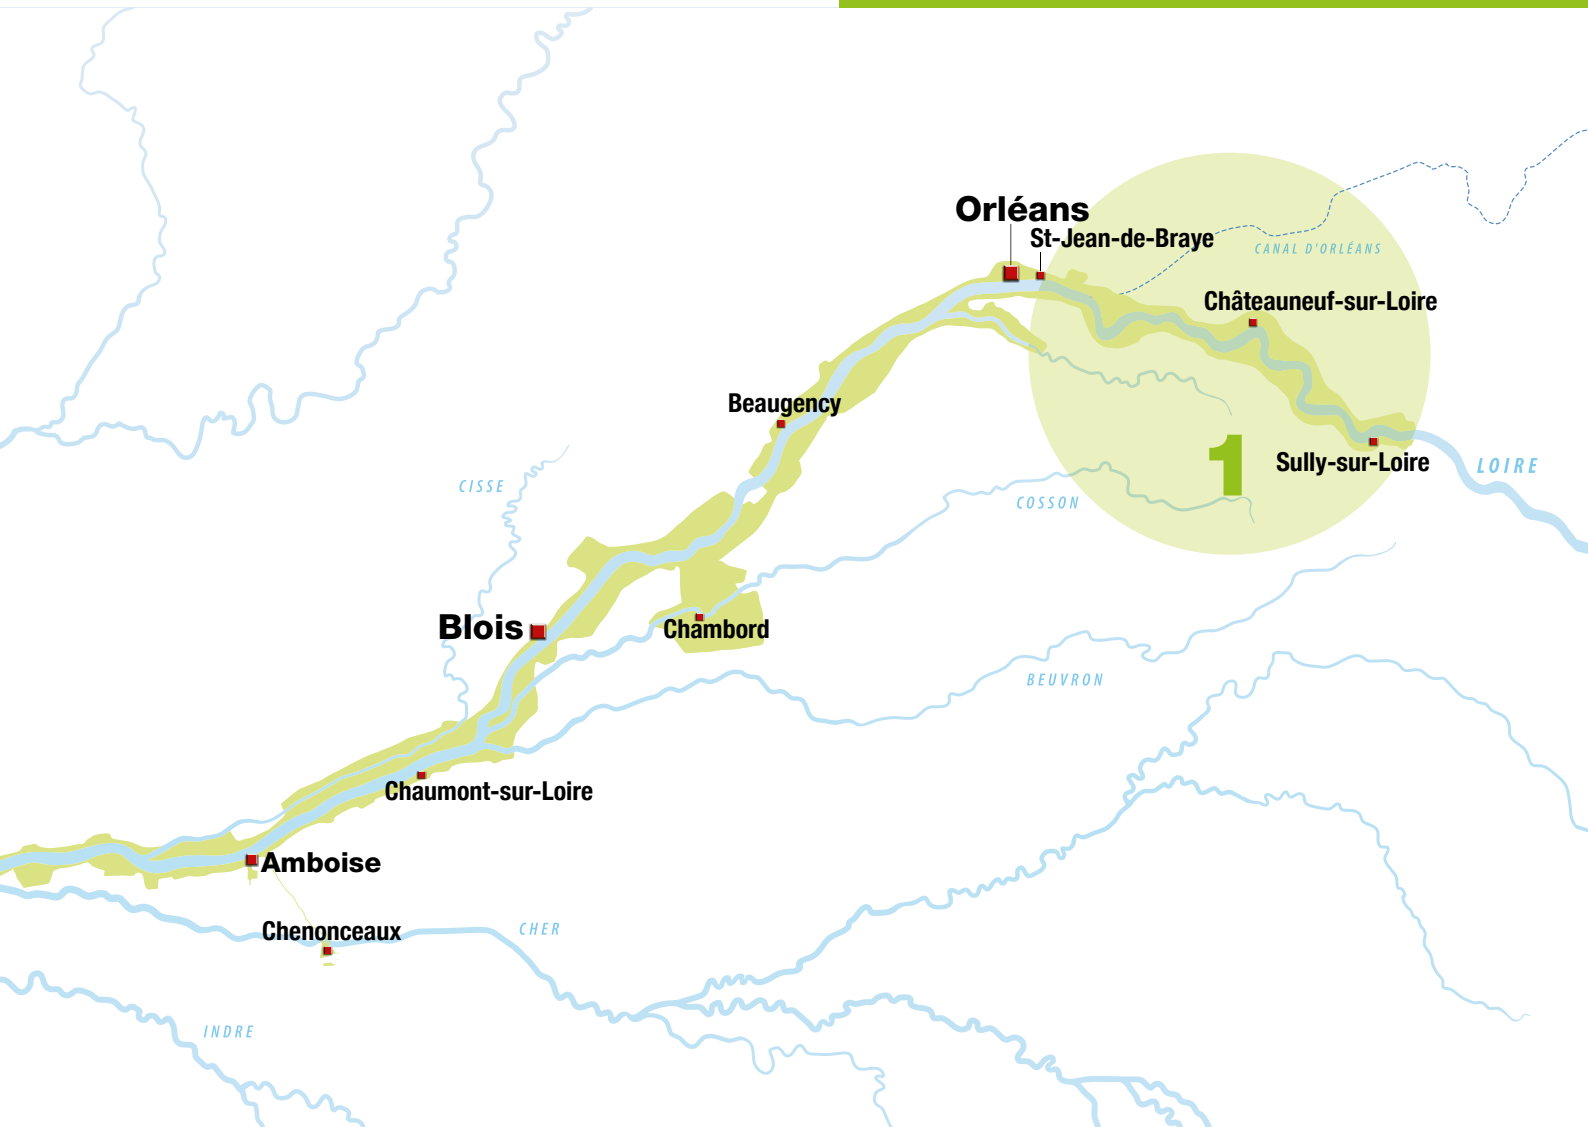 Orléans
St-Jean-de-Braye
CANAL D'ORLÉANS
Châteauneuf-sur-Loire
Beaugency
1
Sully-sur-Loire
LOIRE
CISSE
COSSON
Blois
Chambord
BEUVRON
Chaumont-sur-Loire
Amboise
Chenonceaux
CHER
INDRE